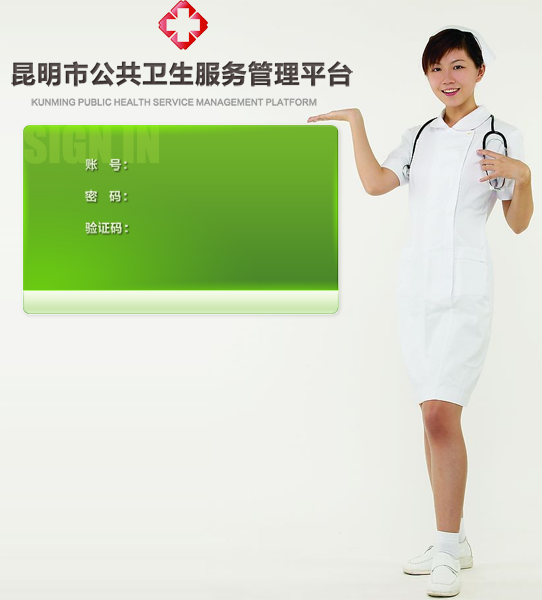 昆明市公共卫生服务管理平台
KUNMING PUBLIC HEALTH SERVICE MANAGEMENT PLATFORM
SIGN IN
账 号:
密 码:
验证码: